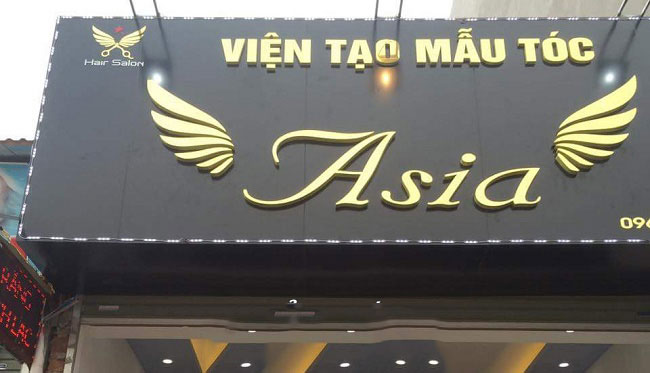 VIỆN TẠO MẪU TÓC
Hair Salon
Asia